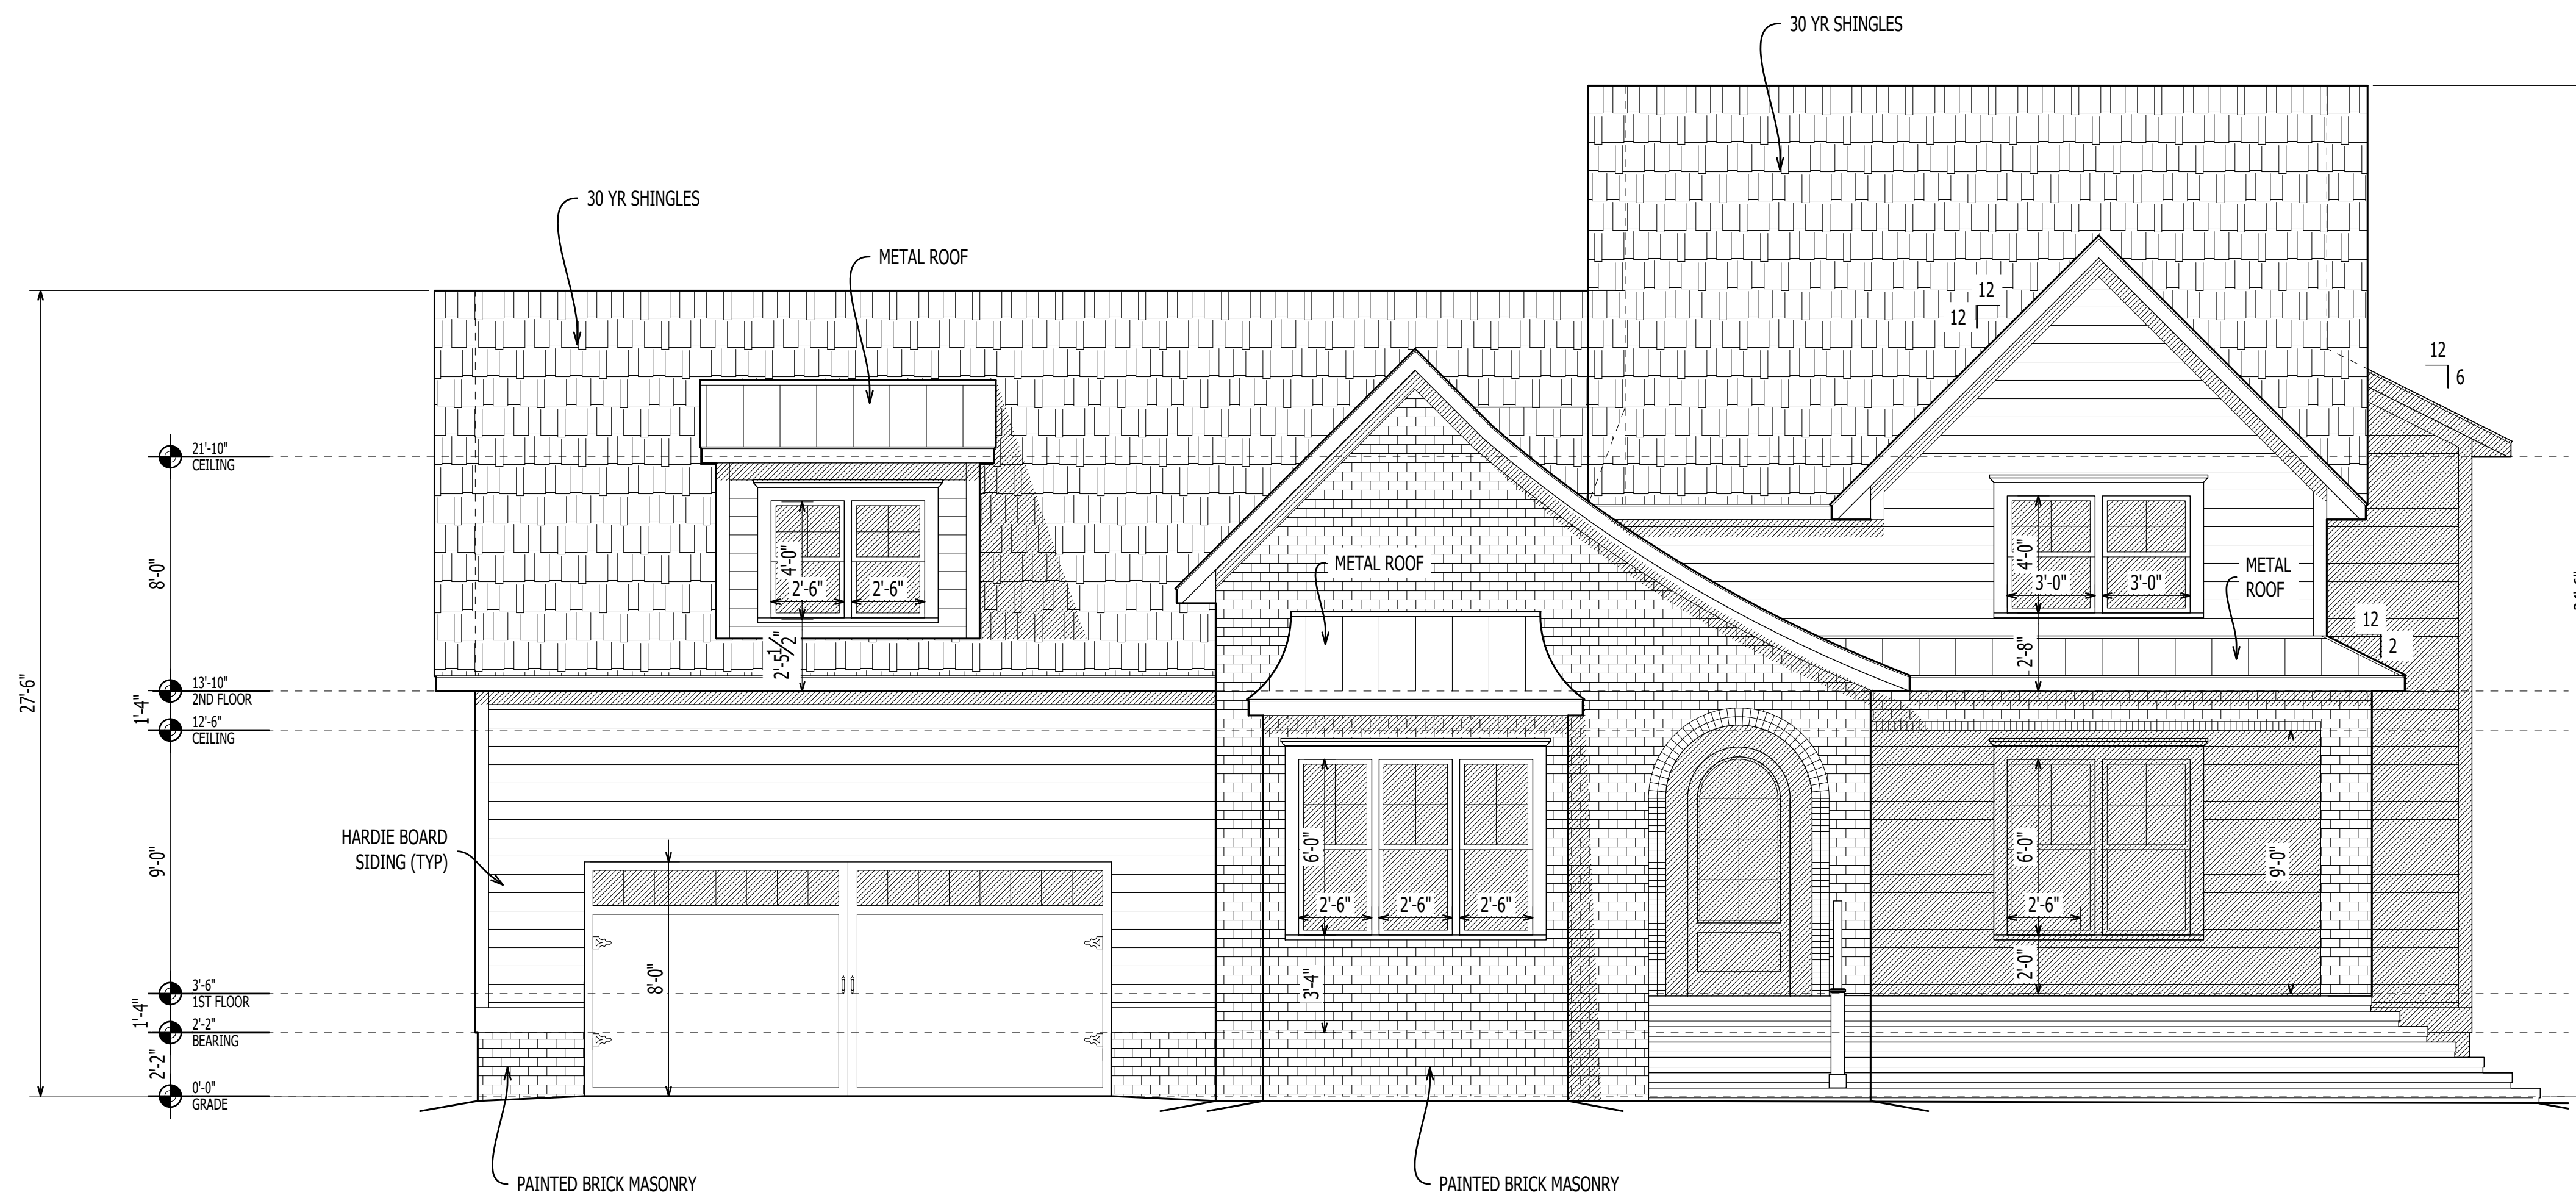 30 YR SHINGLES
30 YR SHINGLES
METAL ROOF
12
12
12
6
27'-6"
21'-10"
CEILING
8'-0"
4'-0"
2'-6"
2'-6"
2'-5 1/2"
METAL ROOF
4'-0"
3'-0"
3'-0"
METAL
ROOF
12
2
2'-8"
13'-10"
2ND FLOOR
1'-4"
12'-6"
CEILING
9'-0"
HARDIE BOARD
SIDING (TYP)
6'-0"
2'-6"
2'-6"
2'-6"
6'-0"
2'-6"
9'-0"
8'-0"
3'-4"
2'-0"
3'-6"
1ST FLOOR
1'-4"
2'-2"
BEARING
2'-2"
0'-0"
GRADE
PAINTED BRICK MASONRY
PAINTED BRICK MASONRY